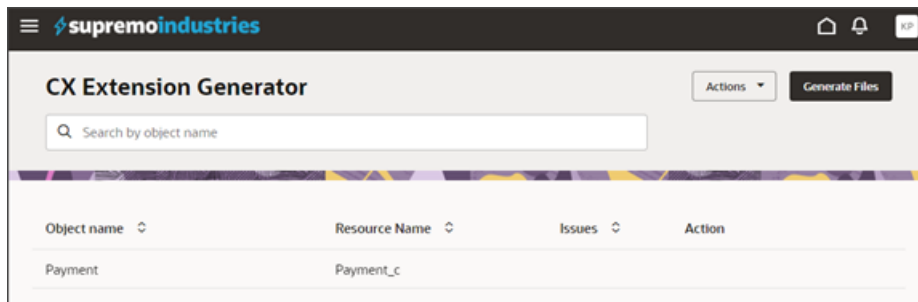 supremoindustries
KP
CX Extension Generator
Actions
Generate Files
Search by object name
Object name Resource Name Issues Action
Payment Payment_c